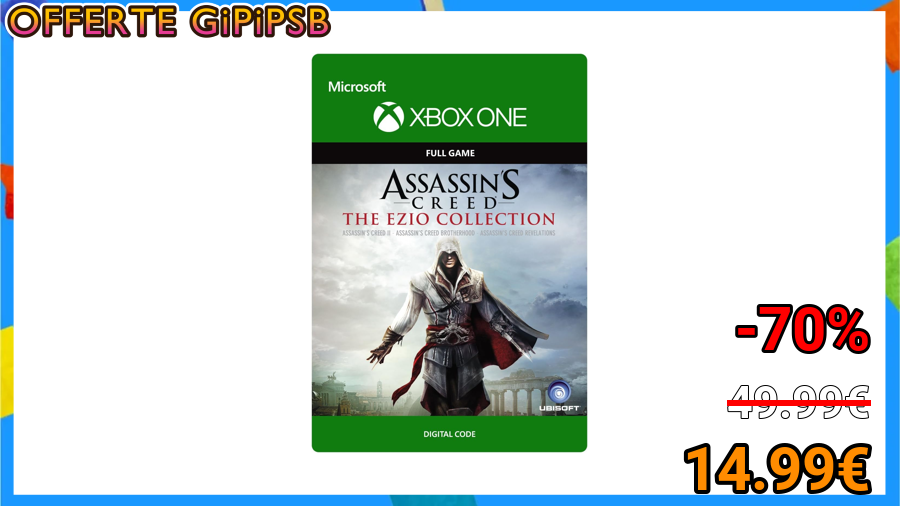 OFFERTE GiPiPSB
Microsoft
XBOX ONE
FULL GAME
ASSASSIN'S
CREED
THE EZIO COLLECTION
ASSASSIN'S CREED II - ASSASSIN'S CREED BROTHERHOOD - ASSASSIN'S CREED REVELATIONS
UBISOFT
DIGITAL CODE
-70%
49.99€
14.99€